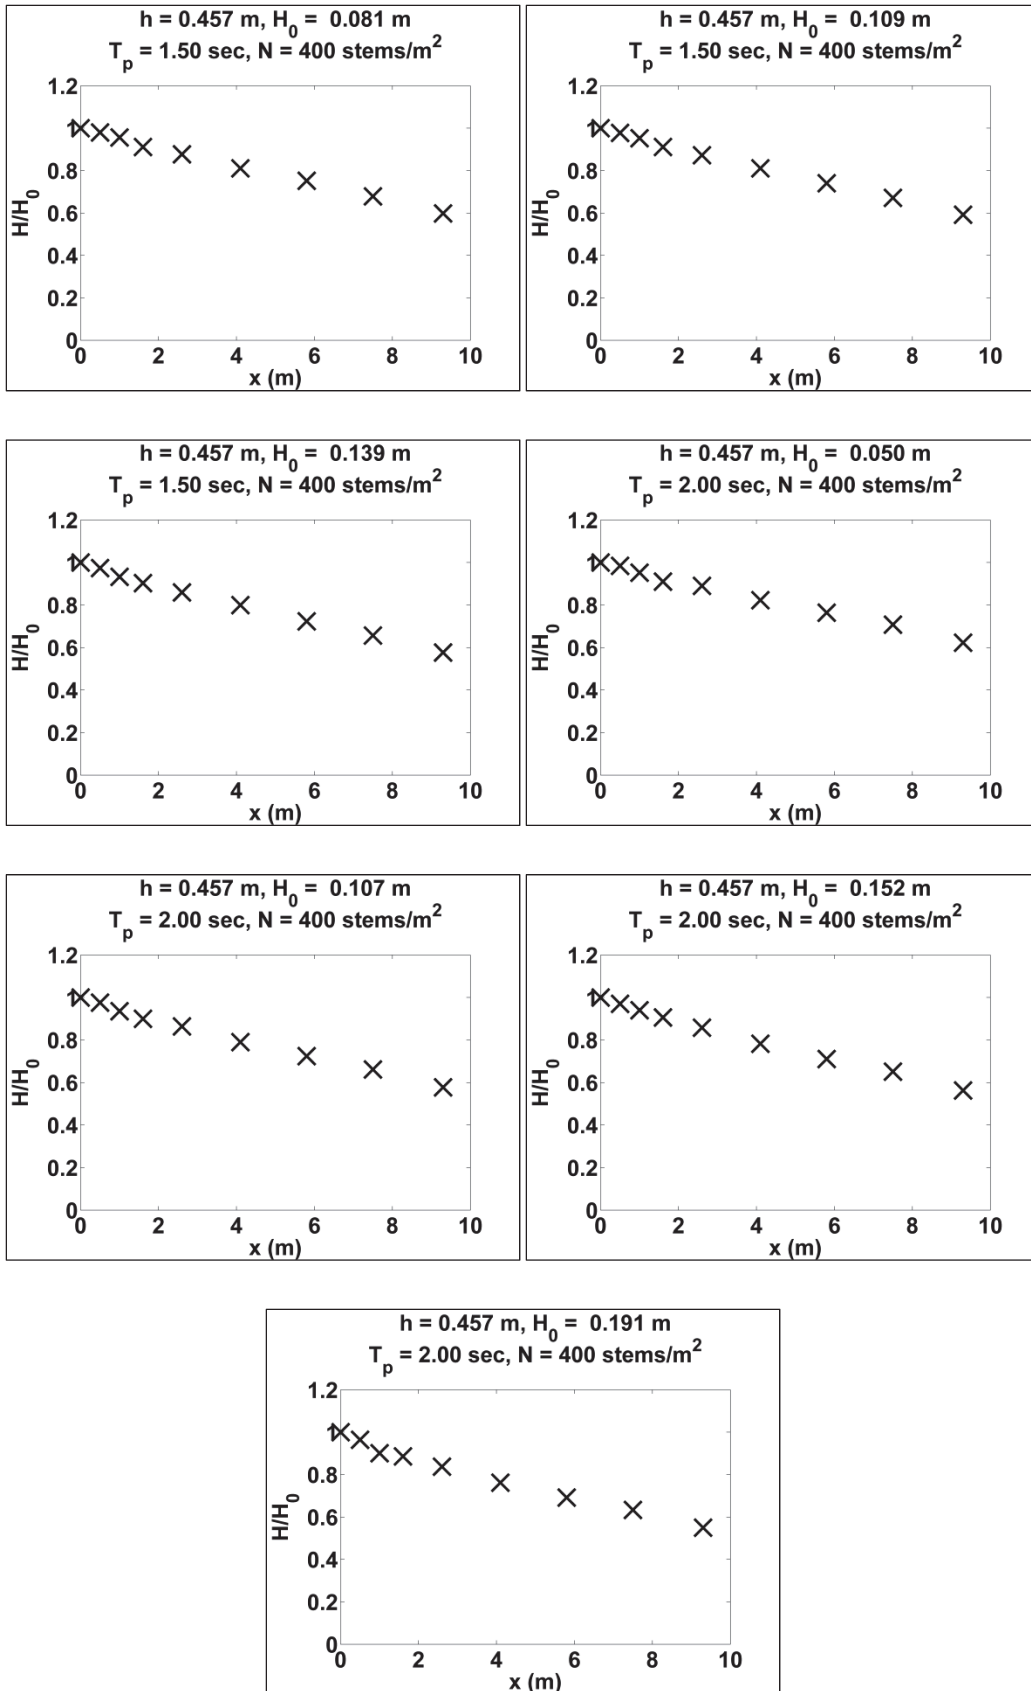 h = 0.457 m, H0 = 0.081 m
Tp = 1.50 sec, N = 400 stems/m2
1.2
1
0.8
0.6
0.4
0.2
0
H/H0
0 2 4 6 8 10
x (m)
h = 0.457 m, H0 = 0.109 m
Tp = 1.50 sec, N = 400 stems/m2
1.2
1
0.8
0.6
0.4
0.2
0
H/H0
0 2 4 6 8 10
x (m)
h = 0.457 m, H0 = 0.139 m
Tp = 1.50 sec, N = 400 stems/m2
1.2
1
0.8
0.6
0.4
0.2
0
H/H0
0 2 4 6 8 10
x (m)
h = 0.457 m, H0 = 0.050 m
Tp = 2.00 sec, N = 400 stems/m2
1.2
1
0.8
0.6
0.4
0.2
0
H/H0
0 2 4 6 8 10
x (m)
h = 0.457 m, H0 = 0.107 m
Tp = 2.00 sec, N = 400 stems/m2
1.2
1
0.8
0.6
0.4
0.2
0
H/H0
0 2 4 6 8 10
x (m)
h = 0.457 m, H0 = 0.152 m
Tp = 2.00 sec, N = 400 stems/m2
1.2
1
0.8
0.6
0.4
0.2
0
H/H0
0 2 4 6 8 10
x (m)
h = 0.457 m, H0 = 0.191 m
Tp = 2.00 sec, N = 400 stems/m2
1.2
1
0.8
0.6
0.4
0.2
0
H/H0
0 2 4 6 8 10
x (m)